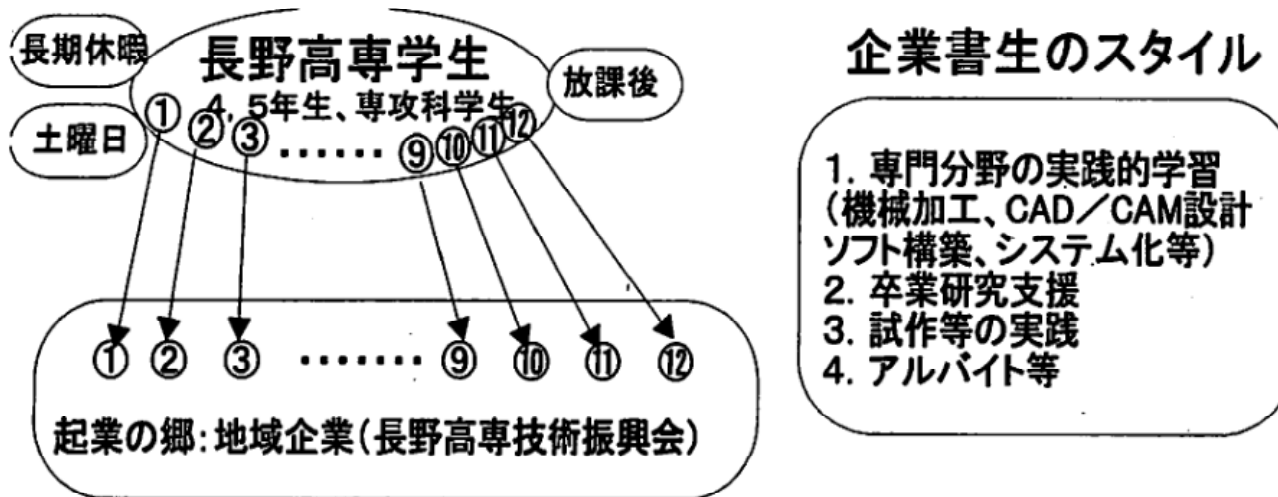 長期休暇
長野高専学生
放課後
4, 5年生、専攻科学生
土曜日
① ② ③ ‥‥‥ ⑨ ⑩ ⑪ ⑫
① ② ③ ‥‥‥‥ ⑨ ⑩ ⑪ ⑫
起業の郷:地域企業(長野高専技術振興会)
企業書生のスタイル
1. 専門分野の実践的学習
(機械加工、CAD/CAM設計
ソフト構築、システム化等)
2. 卒業研究支援
3. 試作等の実践
4. アルバイト等